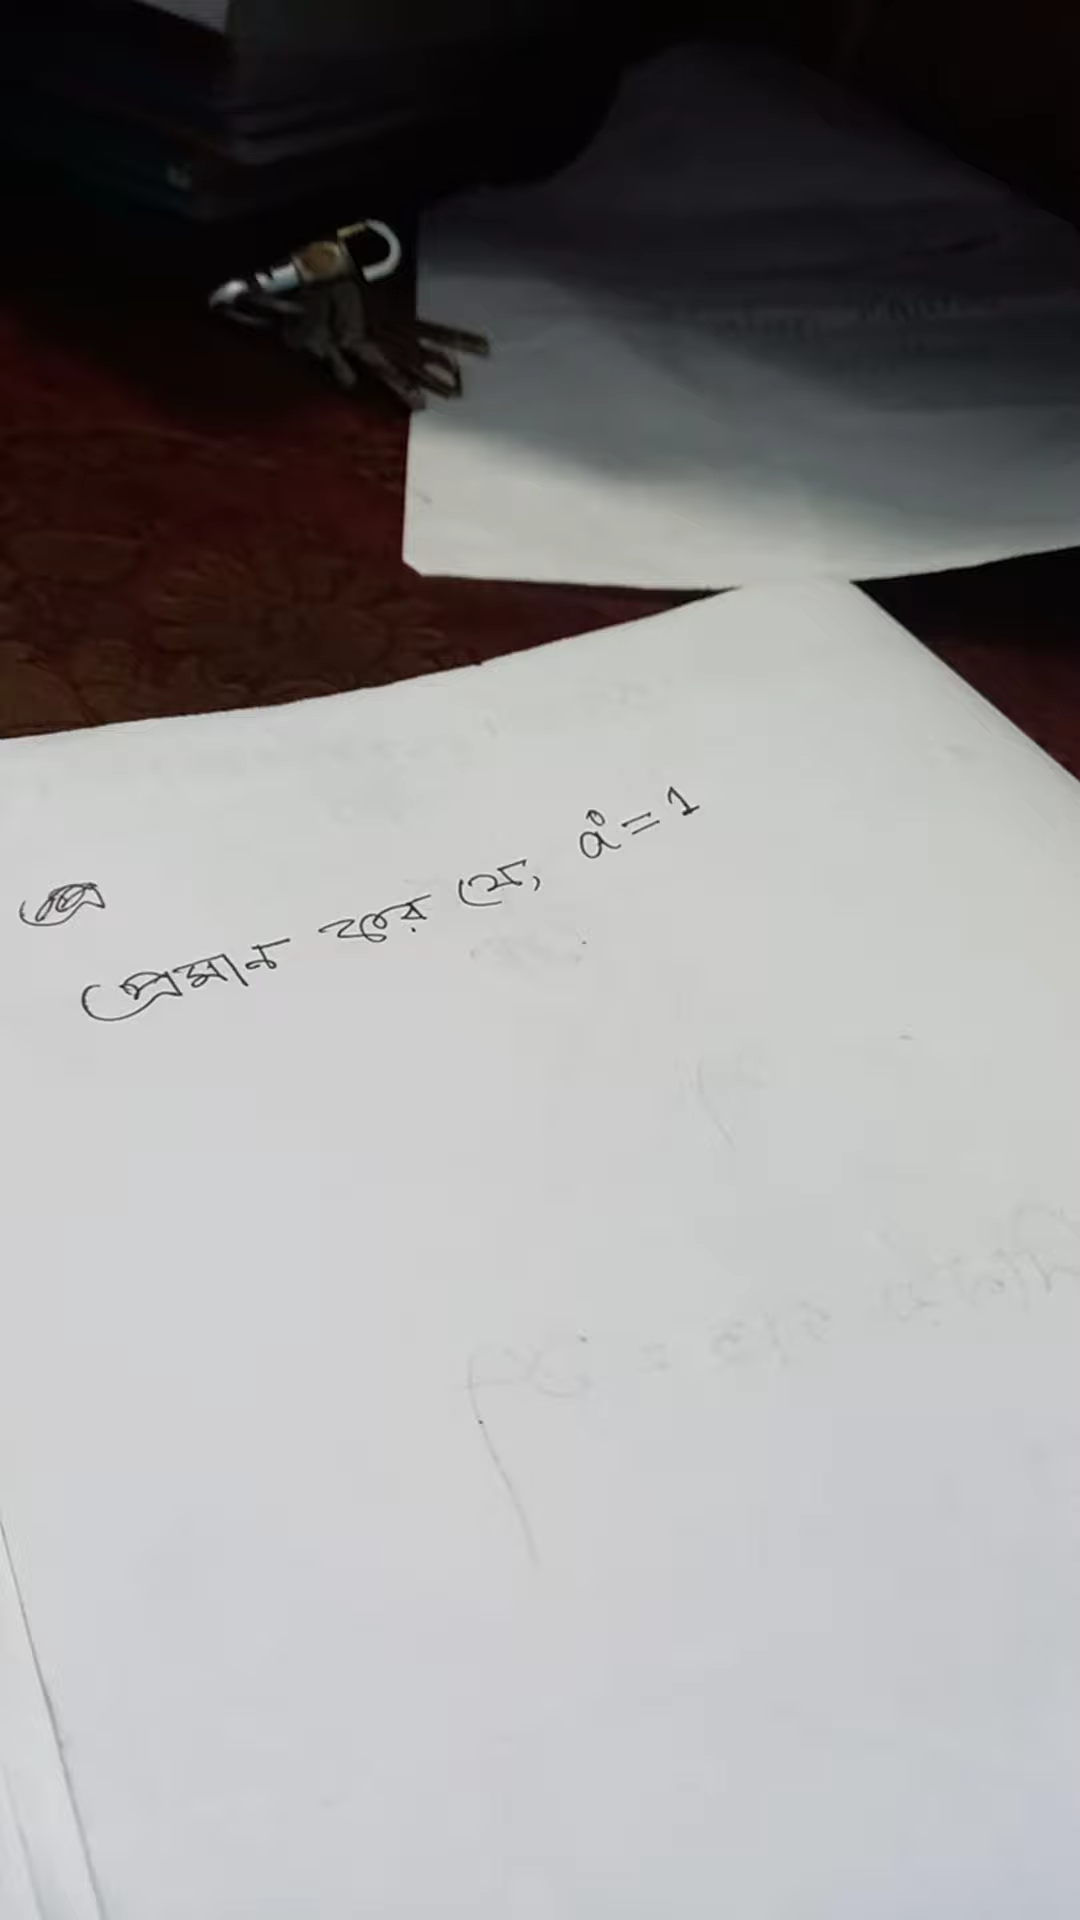 প্রমান করে যে, a⁰ = 1